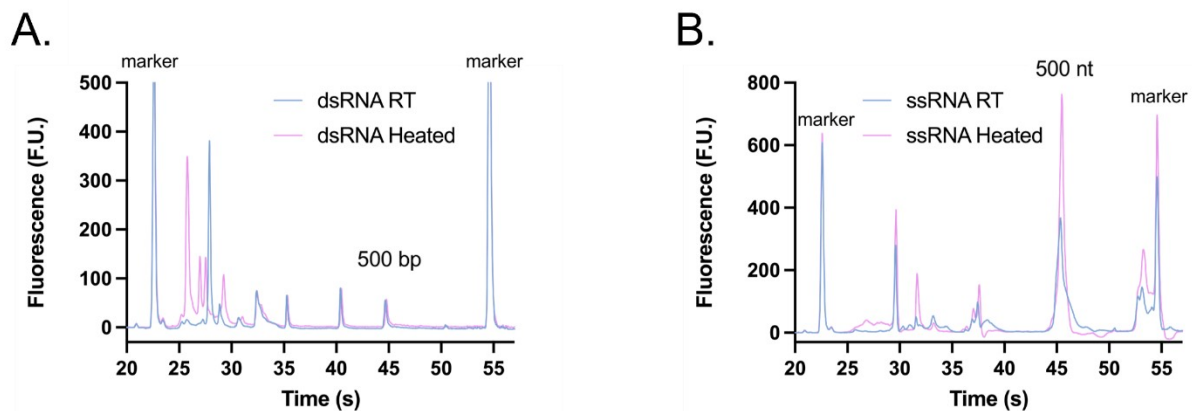 A.
marker
marker
500
400
300
200
100
0
Fluorescence (F.U.)
dsRNA RT
dsRNA Heated
500 bp
20 25 30 35 40 45 50 55
Time (s)
B.
500 nt
marker
marker
800
600
400
200
0
Fluorescence (F.U.)
ssRNA RT
ssRNA Heated
20 25 30 35 40 45 50 55
Time (s)